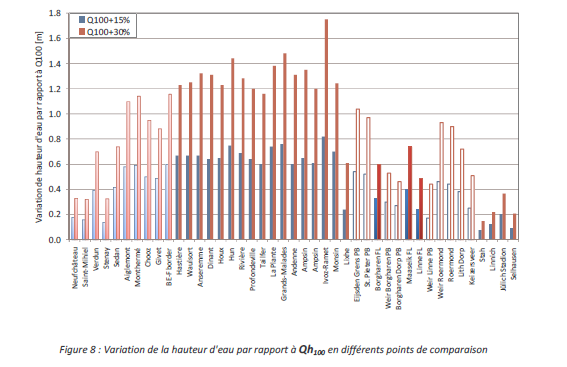 Variation de hauteur d'eau par rapport à Q100 [m]
1.8
1.6
1.4
1.2
1.0
0.8
0.6
0.4
0.2
0.0
Q100+15%
Q100+30%
Neufchâteau
Saint-Mihiel
Verdun
Stenay
Sedan
Aiglemont
Monthermé
Chooz
Givet
BE-F border
Hastière
Waulsort
Anseremme
Dinant
Houx
Hun
Rivière
Profondeville
Tailfer
La Plante
Grands-Malades
Andenne
Ampsin
Ampsin
Ivoz-Ramet
Monsin
Lixhe
Eijsden Grens PB
St. Pieter PB
Borgharen FL
Weir Borgharen PB
Borgharen Dorp PB
Maaseik FL
Linne FL
Weir Linne PB
Weir Roermond
Roermond
Lith Dorp
Keizersveer
Stah
Linnich
Jülich Stadion
Selhausen
Figure 8 : Variation de la hauteur d'eau par rapport à Qh100 en différents points de comparaison